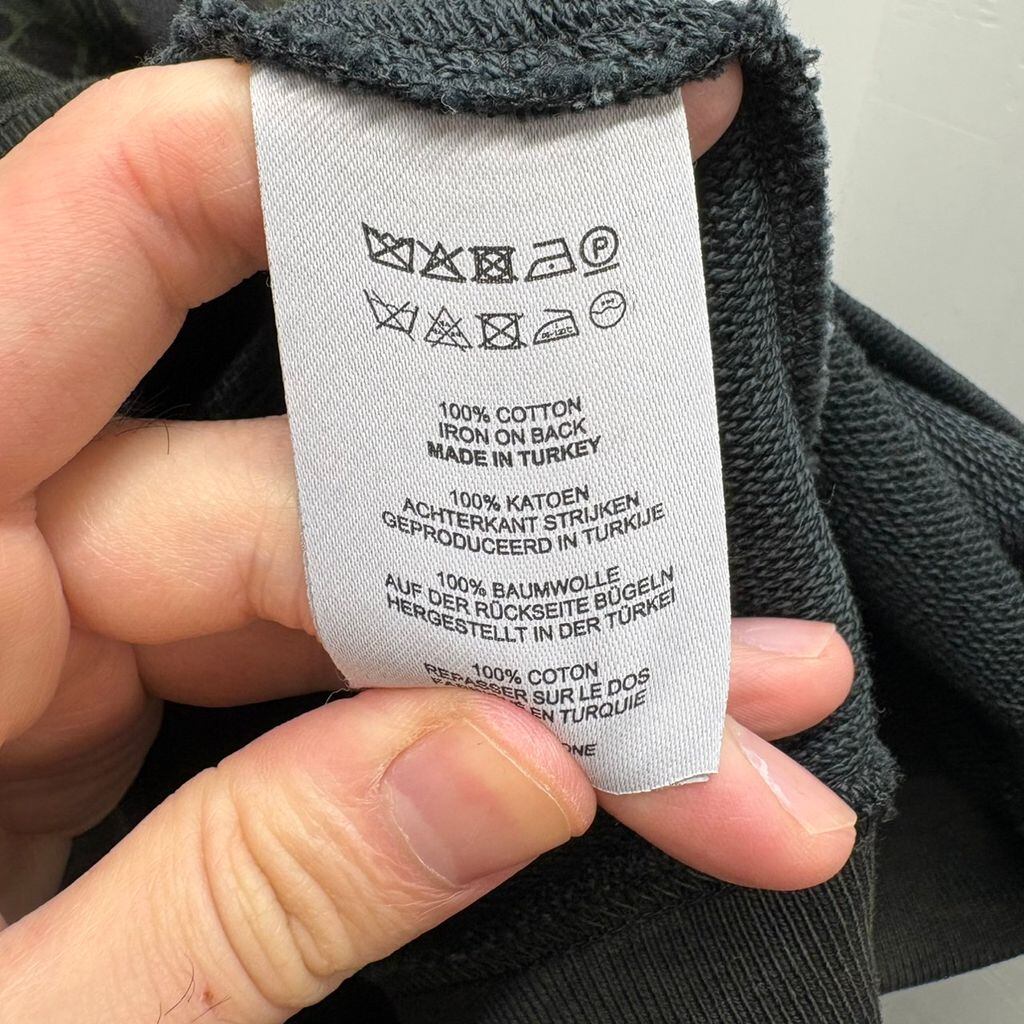 P
100% COTTON
IRON ON BACK
MADE IN TURKEY
100% KATOEN
ACHTERKANT STRIJKEN
GEPRODUCEERD IN TURKIJE
100% BAUMWOLLE
AUF DER RÜCKSEITE BÜGELN
HERGESTELLT IN DER TÜRKEI
100% COTON
REPASSER SUR LE DOS
EN TURQUIE